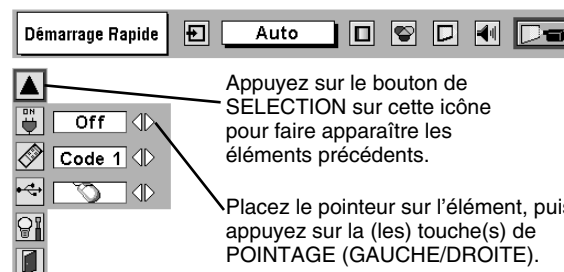 Démarrage Rapide
Auto
Appuyez sur le bouton de
SELECTION sur cette icône
pour faire apparaître les
éléments précédents.
ON
Off
Code 1
Placez le pointeur sur l'élément, puis
appuyez sur la (les) touche(s) de
POINTAGE (GAUCHE/DROITE).